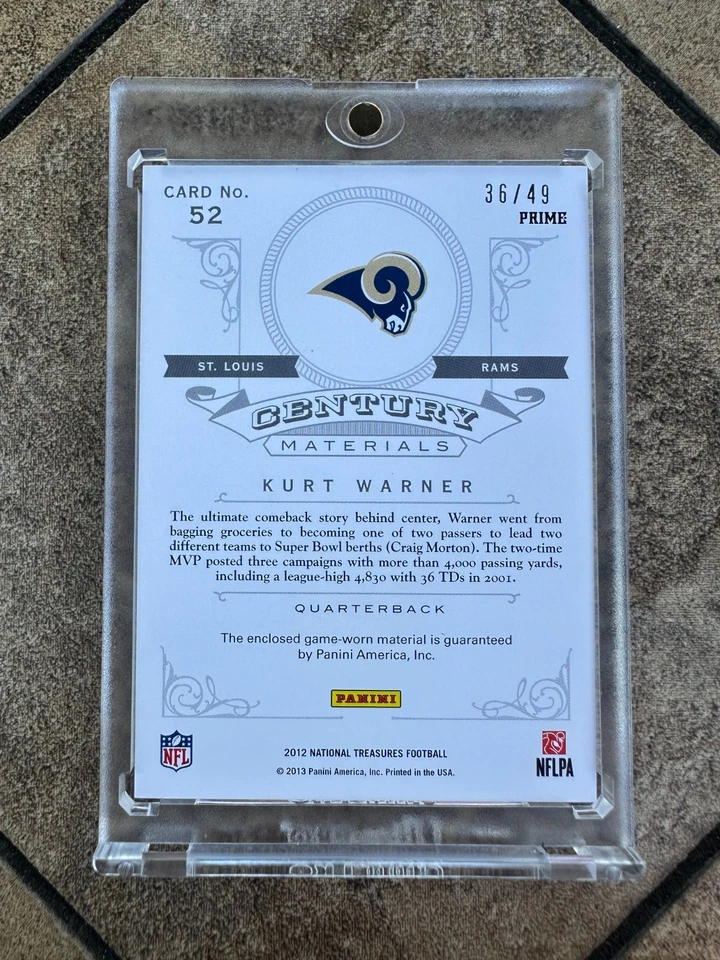 CARD No.
52
36/49
PRIME
ST. LOUIS
RAMS
CENTURY
MATERIALS
KURT WARNER
The ultimate comeback story behind center, Warner went from
bagging groceries to becoming one of two passers to lead two
different teams to Super Bowl berths (Craig Morton). The two-time
MVP posted three campaigns with more than 4,000 passing yards,
including a league-high 4,830 with 36 TDs in 2001.
QUARTERBACK
The enclosed game-worn material is guaranteed
by Panini America, Inc.
PANINI
NFL
2012 NATIONAL TREASURES FOOTBALL
© 2013 Panini America, Inc. Printed in the USA.
NFLPA